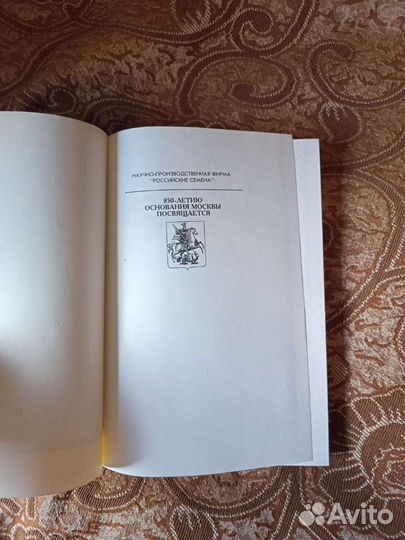 НАУЧНО-ПРОИЗВОДСТВЕННАЯ ФИРМА
"РОССИЙСКИЕ СЕМЕНА"
850-ЛЕТИЮ
ОСНОВАНИЯ МОСКВЫ
ПОСВЯЩАЕТСЯ
Avito